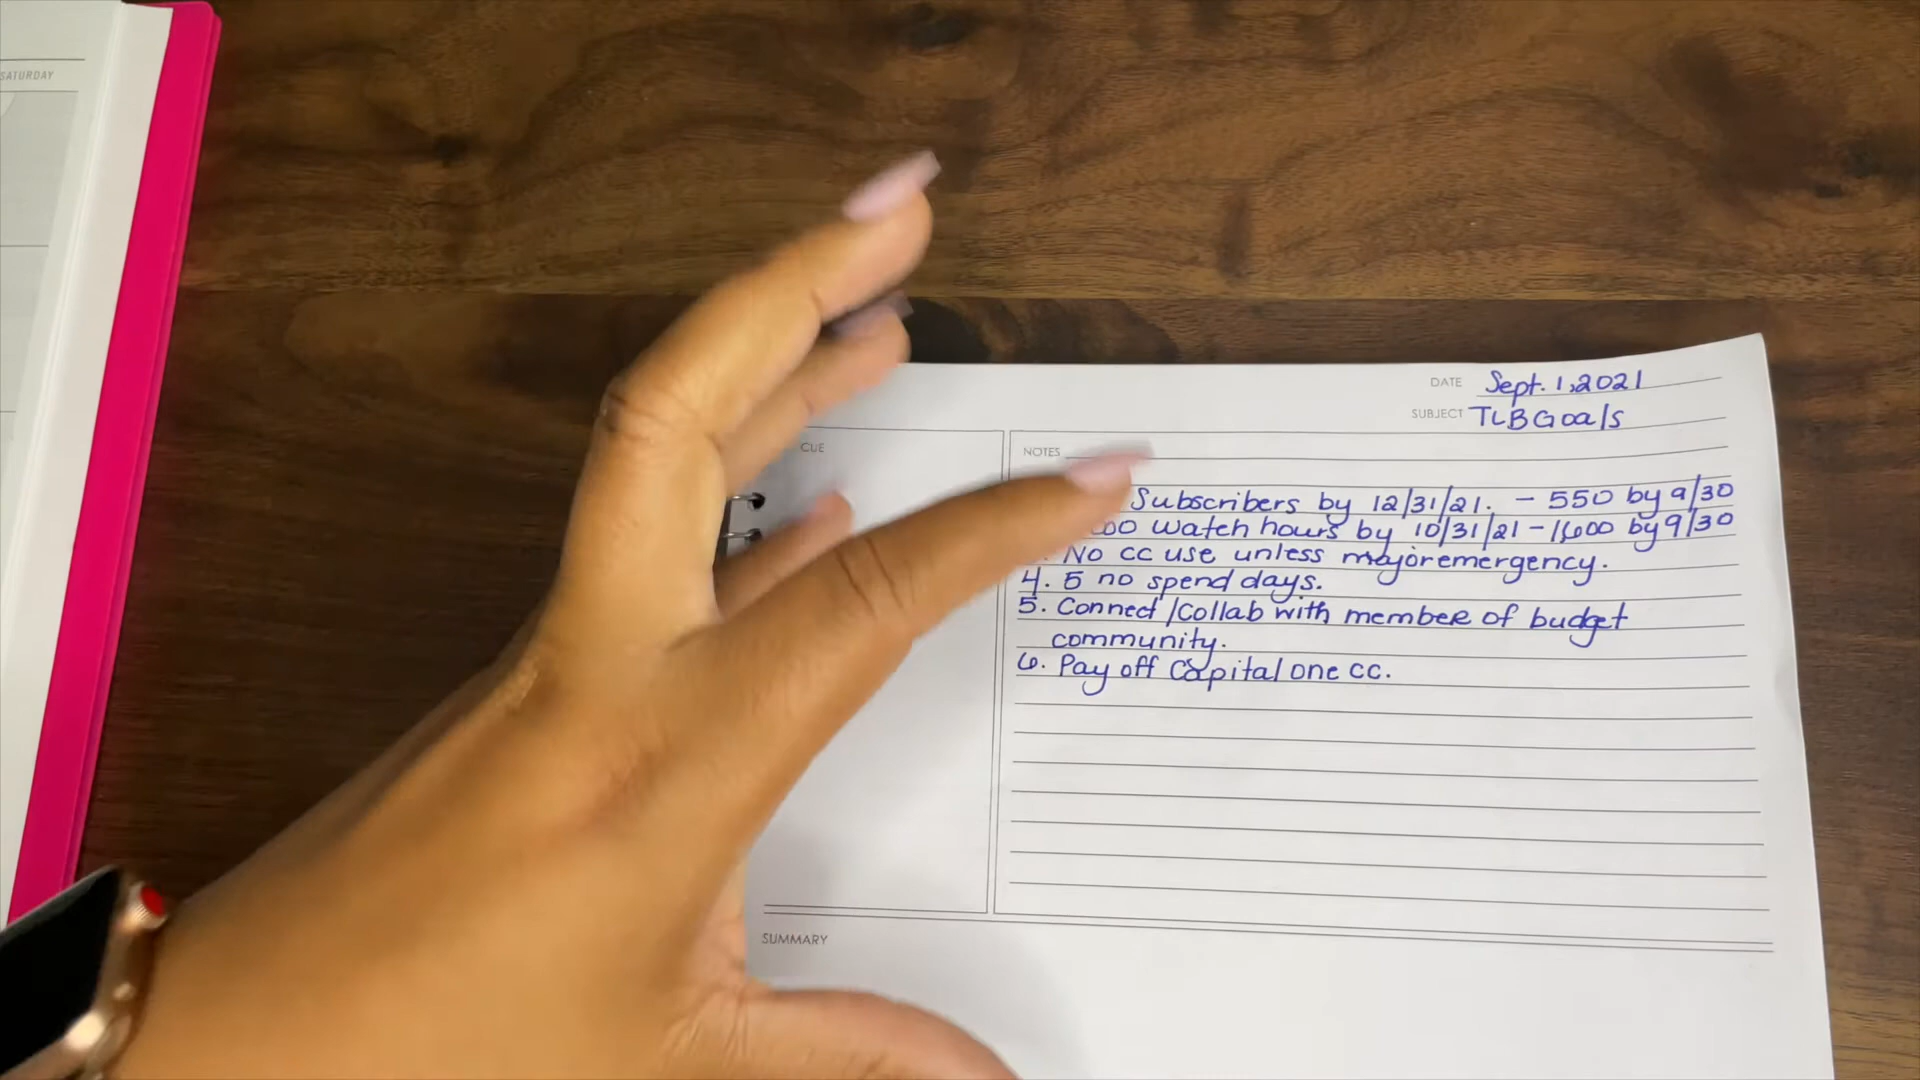 SATURDAY
DATE Sept. 1, 2021
SUBJECT TLB Goals
CUE
NOTES
Subscribers by 12/31/21. - 550 by 9/30
watch hours by 10/31/21 - 1600 by 9/30
No cc use unless major emergency.
4. 5 no spend days.
5. Connect/collab with member of budget
community.
6. Pay off Capital one cc.
SUMMARY